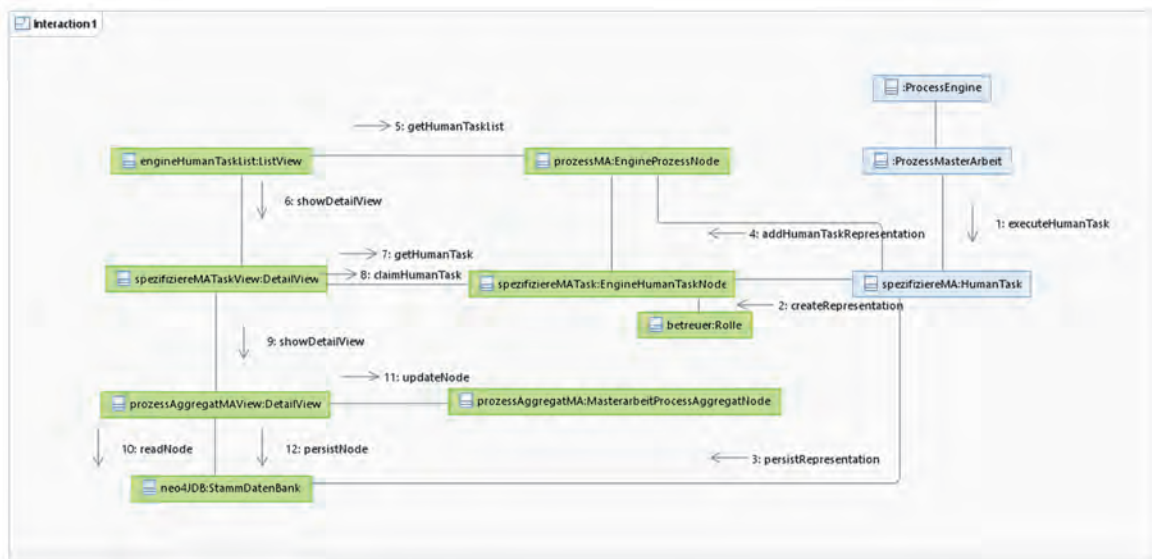 Interaction1
:ProcessEngine
5: getHumanTaskList
engineHumanTaskList:ListView
prozessMA:EngineProzessNode
:ProzessMasterArbeit
6: showDetailView
1: executeHumanTask
4: addHumanTaskRepresentation
7: getHumanTask
8: claimHumanTask
spezifiziereMATaskView:DetailView
spezifiziereMATask:EngineHumanTaskNode
spezifiziereMA:HumanTask
2: createRepresentation
betreuer:Rolle
9: showDetailView
11: updateNode
prozessAggregatMAView:DetailView
prozessAggregatMA:MasterarbeitProcessAggregatNode
10: readNode
12: persistNode
3: persistRepresentation
neo4JDB:StammDatenBank